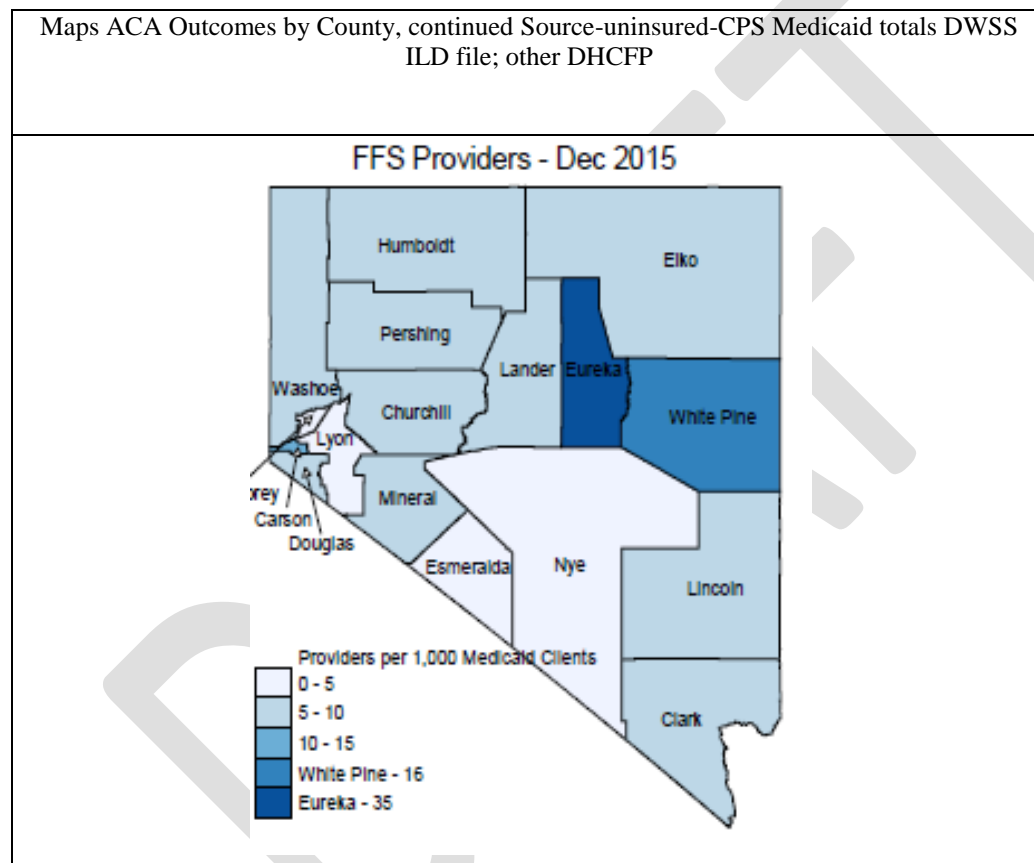 Maps ACA Outcomes by County, continued Source-uninsured-CPS Medicaid totals DWSS
ILD file; other DHCFP
FFS Providers - Dec 2015
Humboldt
Elko
Pershing
Lander
Eureka
Washoe
Churchill
White Pine
Lyon
orey
Carson
Douglas
Mineral
Esmeralda
Nye
Lincoln
Clark
Providers per 1,000 Medicaid Clients
0 - 5
5 - 10
10 - 15
White Pine - 16
Eureka - 35